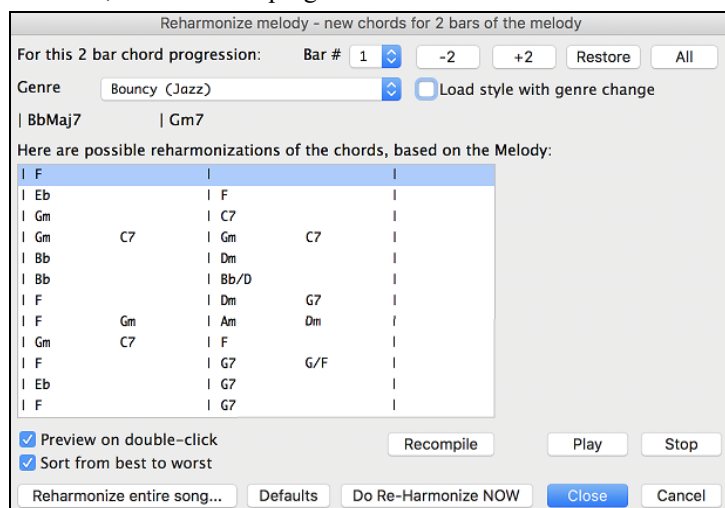 Reharmonize melody - new chords for 2 bars of the melody
For this 2 bar chord progression: Bar # 1 -2 +2 Restore All
Genre Bouncy (Jazz) Load style with genre change
| BbMaj7 | Gm7
Here are possible reharmonizations of the chords, based on the Melody:
| F | |
| Eb | F |
| Gm | C7 |
| Gm C7 | Gm C7 |
| Bb | Dm |
| Bb | Bb/D |
| F | Dm G7 |
| F Gm | Am Dm |
| Gm C7 | F |
| F | G7 G/F |
| Eb | G7 |
| F | G7 |
Preview on double-click Recompile Play Stop
Sort from best to worst
Reharmonize entire song... Defaults Do Re-Harmonize NOW Close Cancel